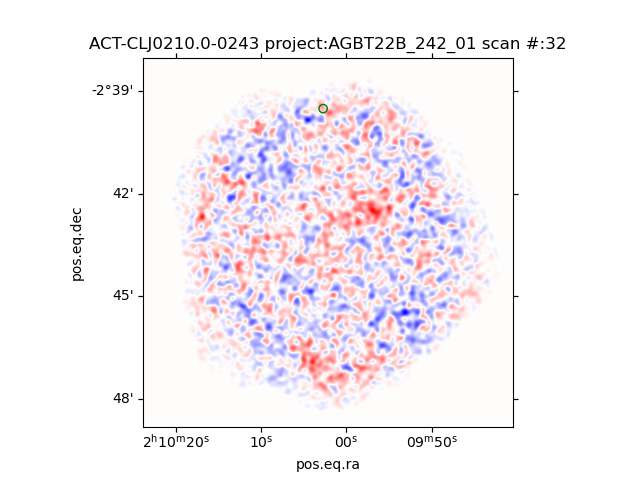 ACT-CLJ0210.0-0243 project:AGBT22B_242_01 scan #:32
-2°39'
42'
45'
48'
pos.eq.dec
2h10m20s 10s 00s 09m50s
pos.eq.ra